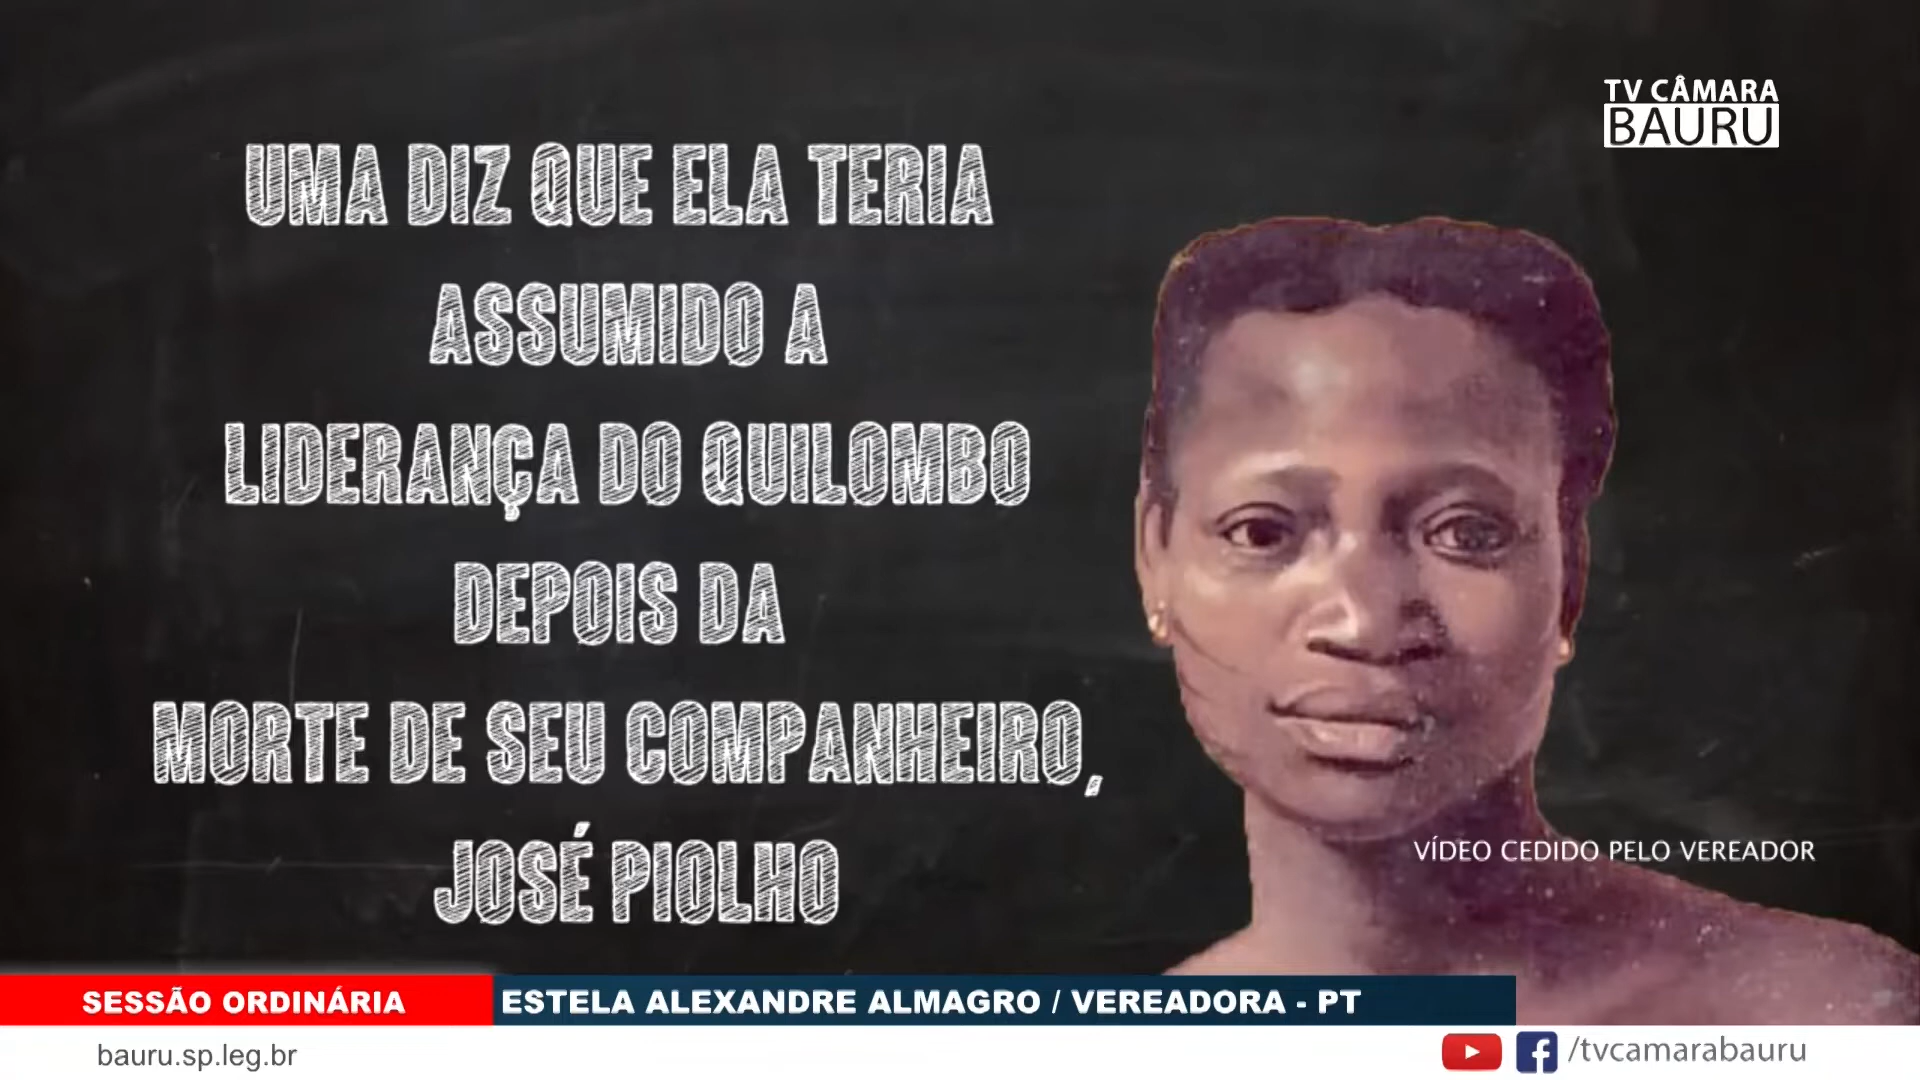 TV CÂMARA
BAURU
UMA DIZ QUE ELA TERIA
ASSUMIDO A
LIDERANÇA DO QUILOMBO
DEPOIS DA
MORTE DE SEU COMPANHEIRO,
JOSÉ PIOLHO
VÍDEO CEDIDO PELO VEREADOR
SESSÃO ORDINÁRIA
ESTELA ALEXANDRE ALMAGRO / VEREADORA - PT
bauru.sp.leg.br
/tvcamarabauru